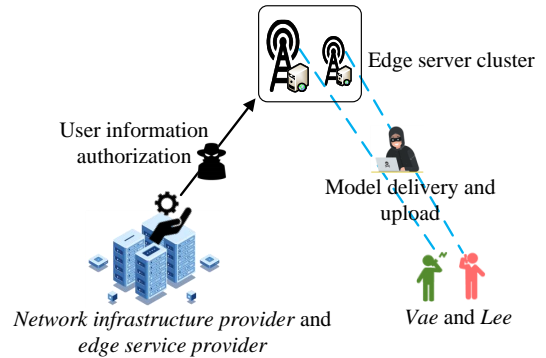 Edge server cluster
User information
authorization
Model delivery and
upload
Network infrastructure provider and
edge service provider
Vae and Lee